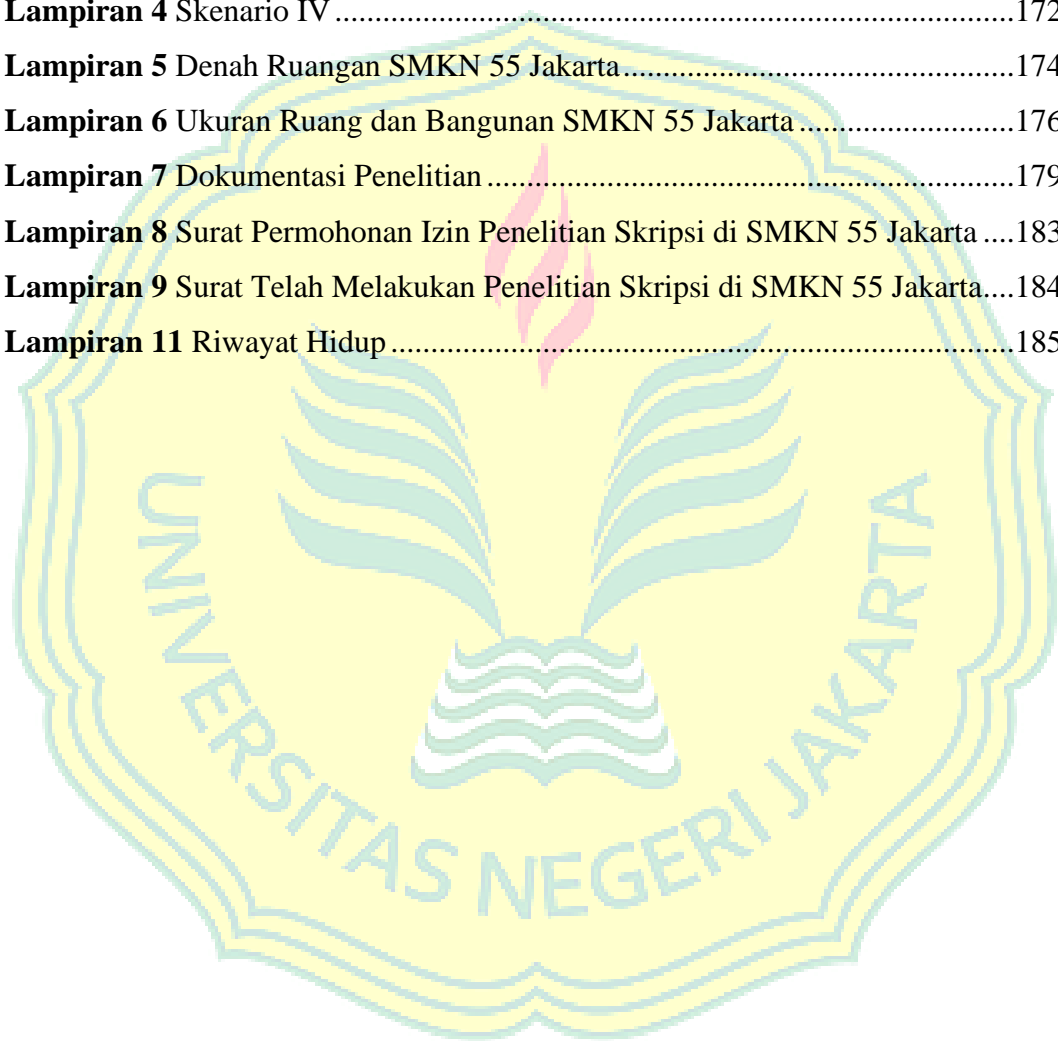 Lampiran 4 Skenario IV.......................................................................172
Lampiran 5 Denah Ruangan SMKN 55 Jakarta.........................................174
Lampiran 6 Ukuran Ruang dan Bangunan SMKN 55 Jakarta......................176
Lampiran 7 Dokumentasi Penelitian........................................................179
Lampiran 8 Surat Permohonan Izin Penelitian Skripsi di SMKN 55 Jakarta....183
Lampiran 9 Surat Telah Melakukan Penelitian Skripsi di SMKN 55 Jakarta....184
Lampiran 11 Riwayat Hidup...................................................................185
UNIVERSITAS NEGERI JAKARTA